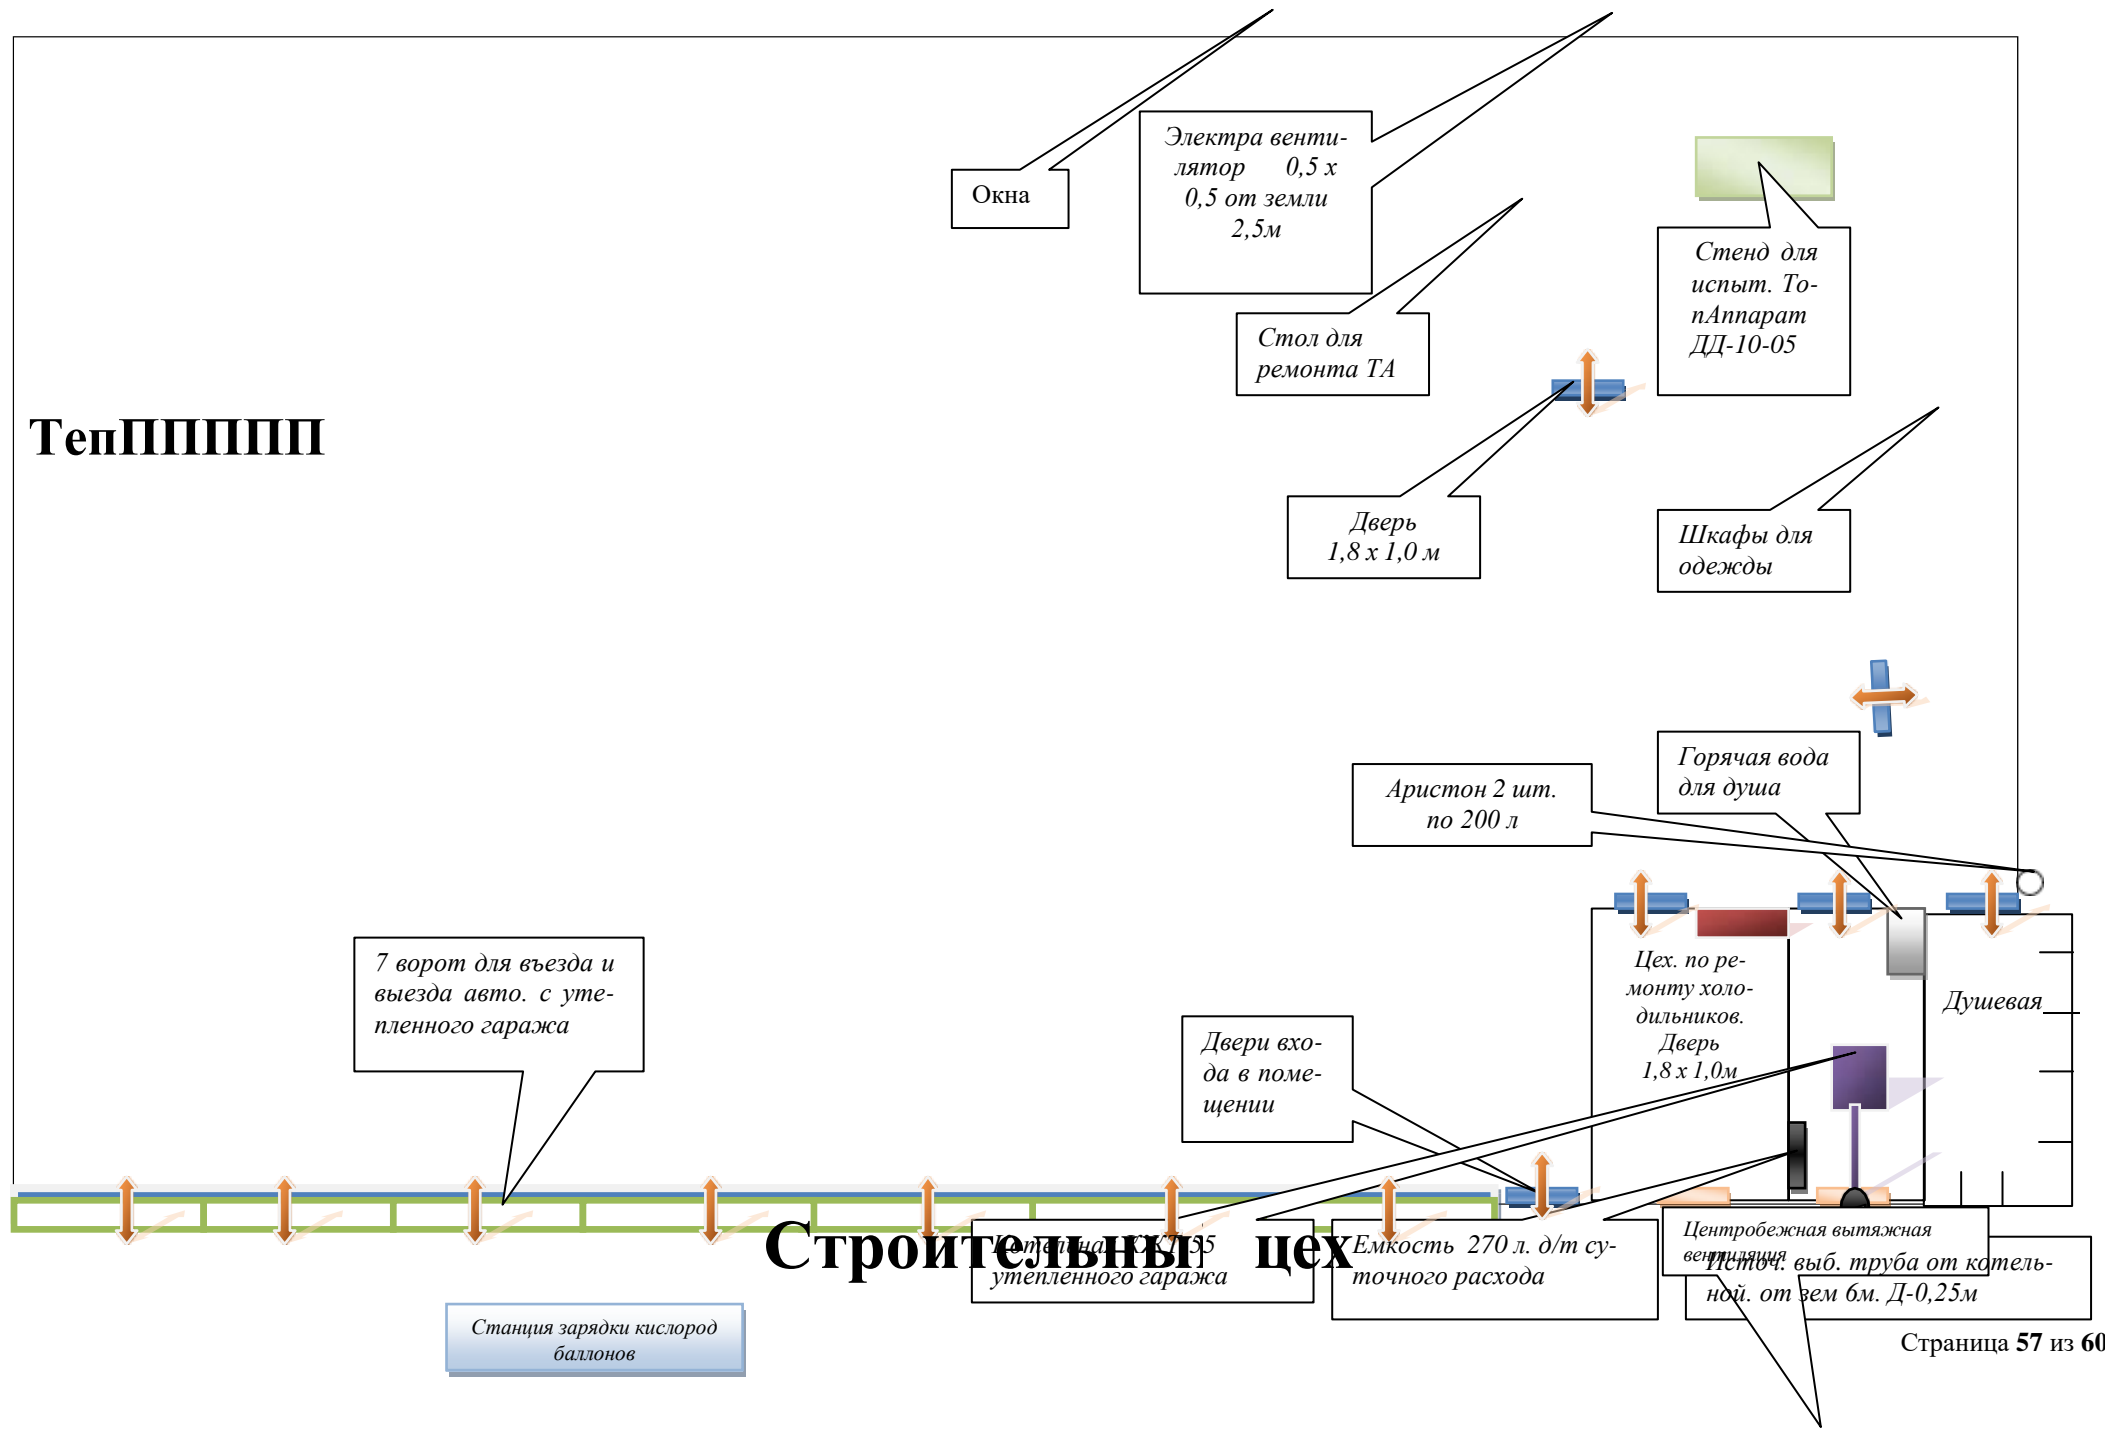 Электра венти-
лятор 0,5 х
0,5 от земли
2,5м
Окна
Стенд для
испыт. То-
пАппарат
ДД-10-05
Стол для
ремонта ТА
ТепППППП
Дверь
1,8 х 1,0 м
Шкафы для
одежды
Горячая вода
для душа
Аристон 2 шт.
по 200 л
7 ворот для въезда и
выезда авто. с уте-
пленного гаража
Цех. по ре-
монту холо-
дильников.
Дверь
1,8 х 1,0м
Душевая
Двери вхо-
да в поме-
щении
Строительный цех
Котельная 55
утепленного гаража
Емкость 270 л. д/т су-
точного расхода
Центробежная вытяжная
вентиляция
Источ. выб. труба от котель-
ной. от зем 6м. Д-0,25м
Станция зарядки кислород
баллонов
Страница 57 из 60